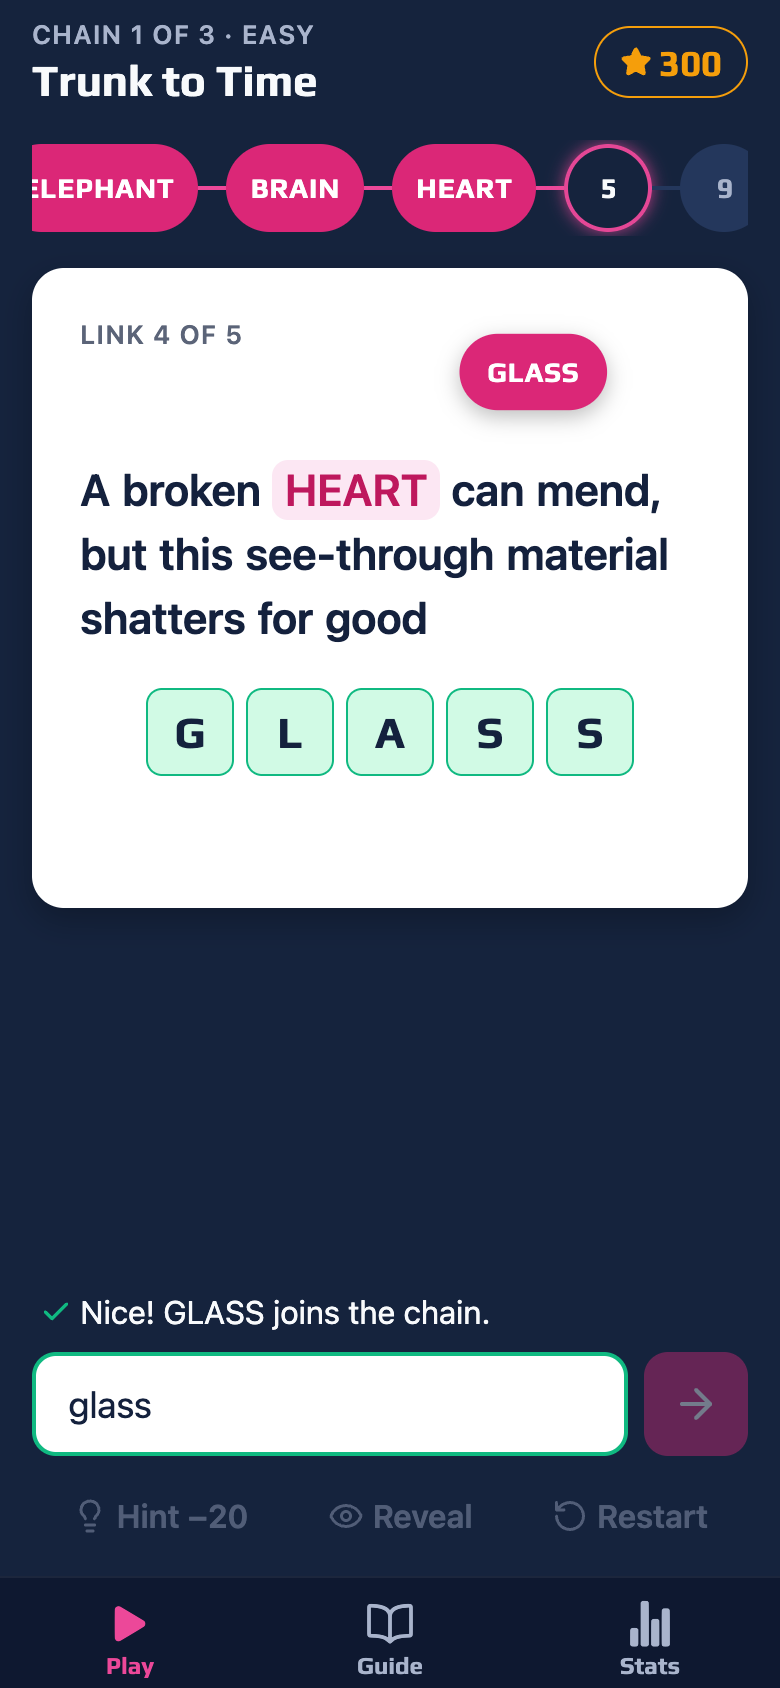 CHAIN 1 OF 3 · EASY
Trunk to Time
300
ELEPHANT
BRAIN
HEART
5
9
LINK 4 OF 5
GLASS
A broken HEART can mend,
but this see-through material
shatters for good
G L A S S
Nice! GLASS joins the chain.
glass
Hint –20
Reveal
Restart
Play
Guide
Stats